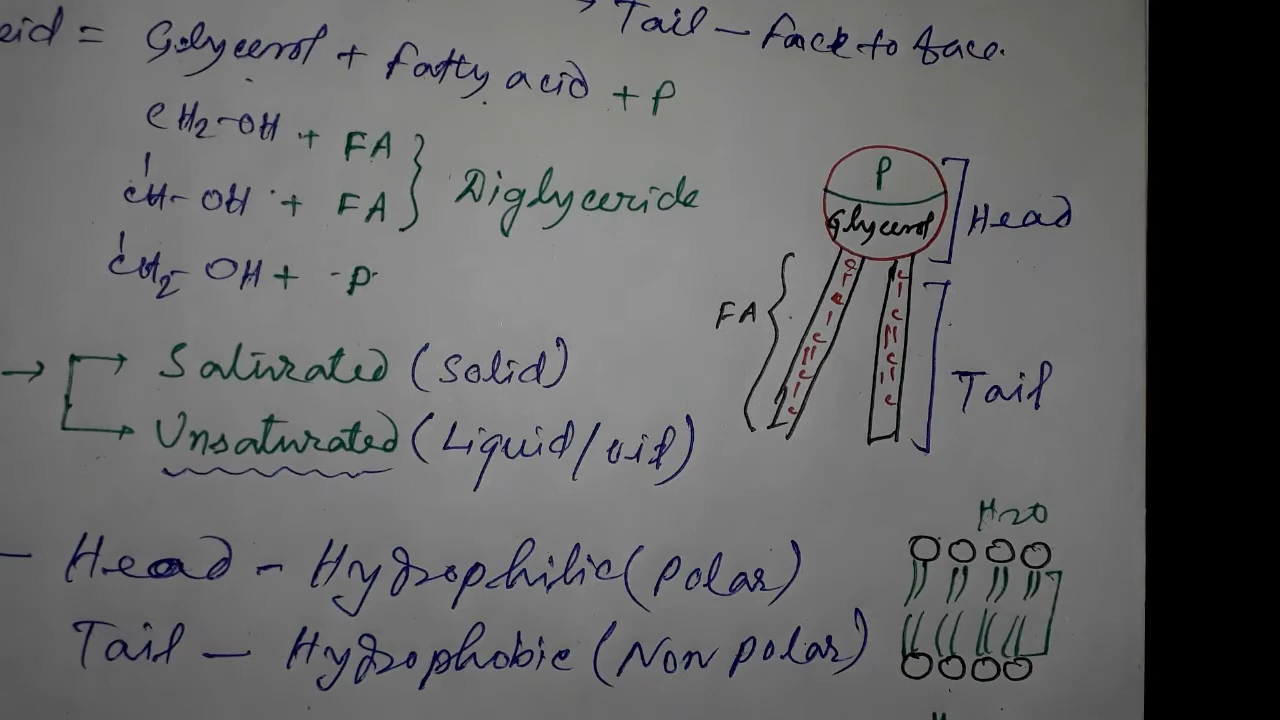 eid = Golycerol + fatty acid + P
Tail - face to face.
CH2-OH + FA
CH-OH + FA
CH2-OH + P
Diglyceride
P
Glycerol
Head
FA
Tail
→ Saturated (Solid)
Unsaturated (Liquid/oil)
H2O
- Head - Hydrophilic (Polar)
Tail - Hydrophobic (Non polar)